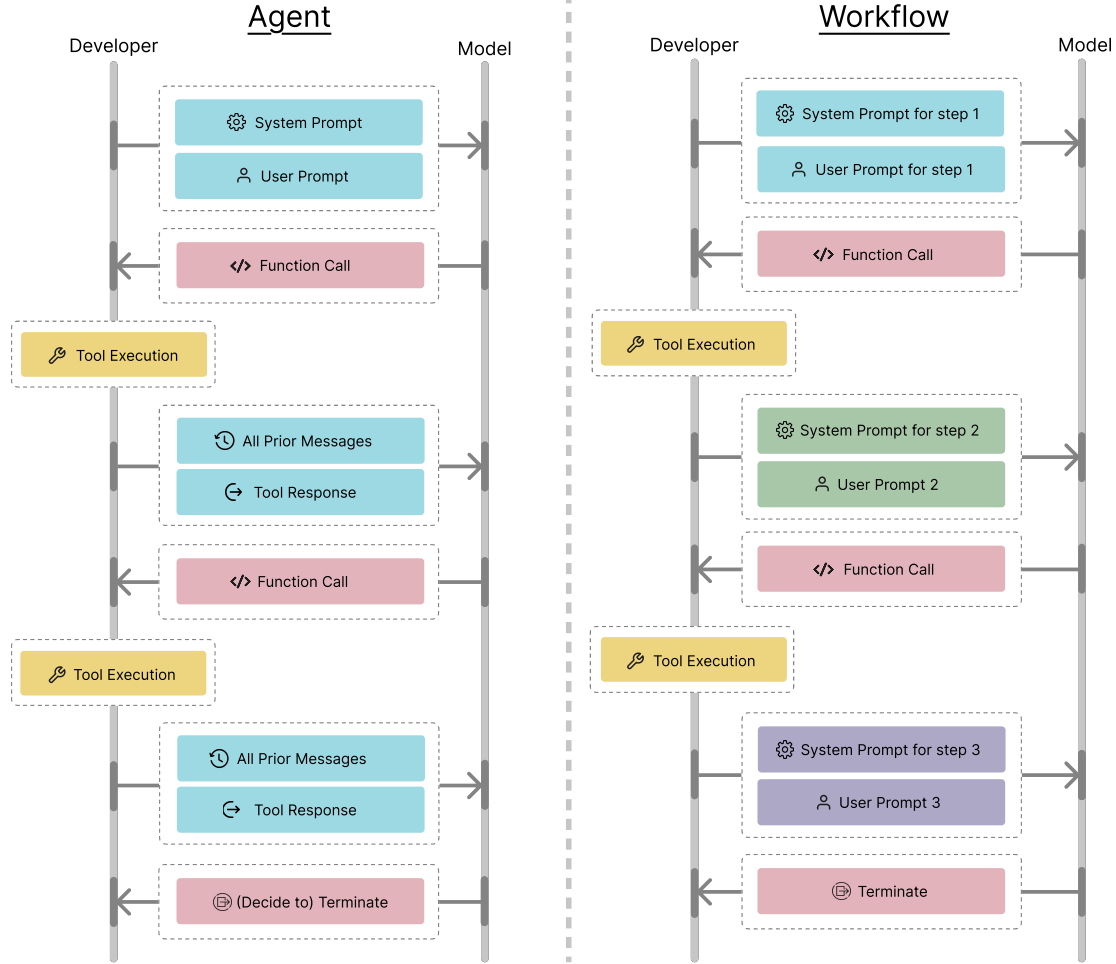 Agent
Developer
Model
System Prompt
User Prompt
Function Call
Tool Execution
All Prior Messages
Tool Response
Function Call
Tool Execution
All Prior Messages
Tool Response
(Decide to) Terminate
Workflow
Developer
Model
System Prompt for step 1
User Prompt for step 1
Function Call
Tool Execution
System Prompt for step 2
User Prompt 2
Function Call
Tool Execution
System Prompt for step 3
User Prompt 3
Terminate